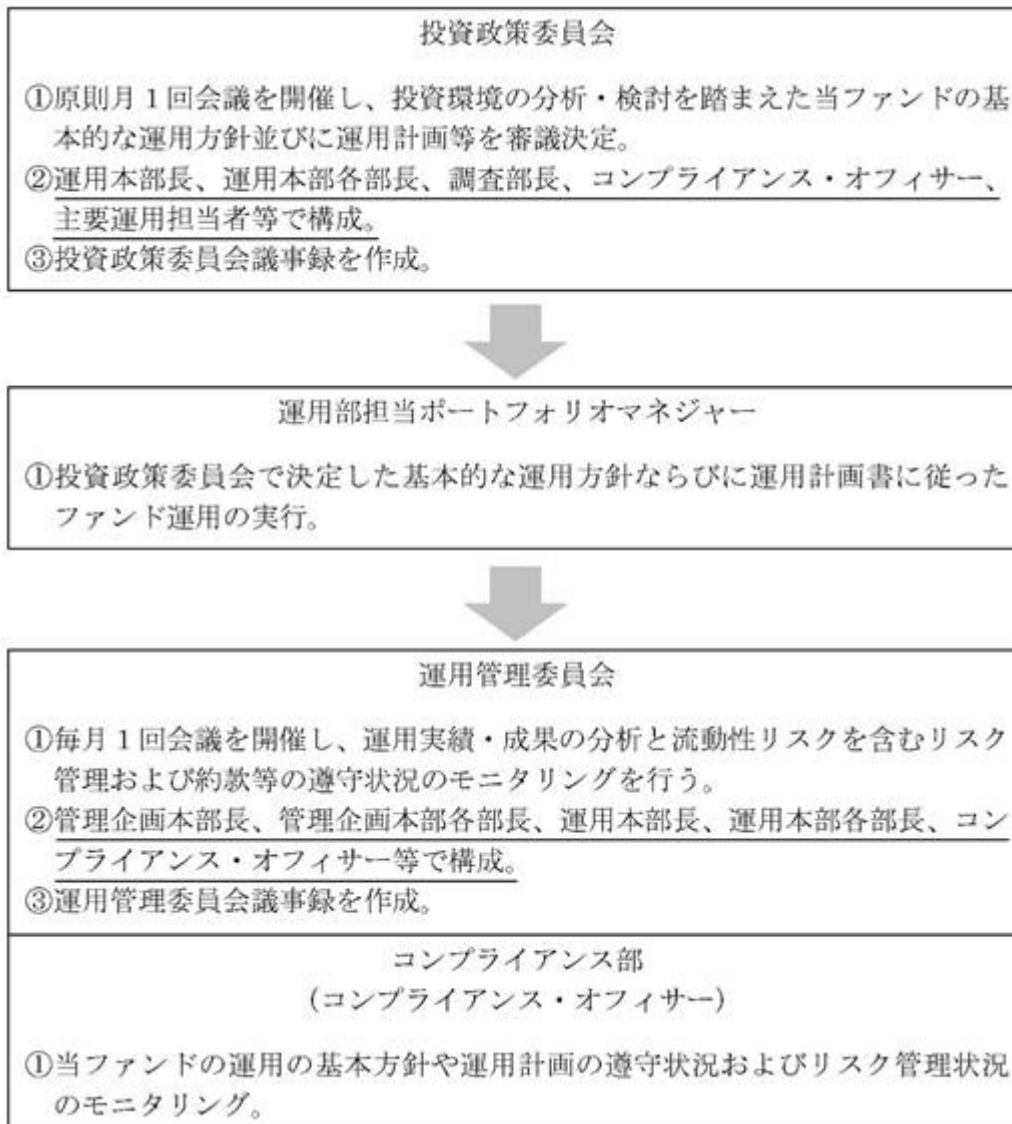 投資政策委員会
①原則月1回会議を開催し、投資環境の分析・検討を踏まえた当ファンドの基
本的な運用方針並びに運用計画等を審議決定。
②運用本部長、運用本部各部長、調査部長、コンプライアンス・オフィサー、
主要運用担当者等で構成。
③投資政策委員会議事録を作成。
運用部担当ポートフォリオマネジャー
①投資政策委員会で決定した基本的な運用方針ならびに運用計画書に従った
ファンド運用の実行。
運用管理委員会
①毎月1回会議を開催し、運用実績・成果の分析と流動性リスクを含むリスク
管理および約款等の遵守状況のモニタリングを行う。
②管理企画本部長、管理企画本部各部長、運用本部長、運用本部各部長、コン
プライアンス・オフィサー等で構成。
③運用管理委員会議事録を作成。
コンプライアンス部
（コンプライアンス・オフィサー）
①当ファンドの運用の基本方針や運用計画の遵守状況およびリスク管理状況
のモニタリング。